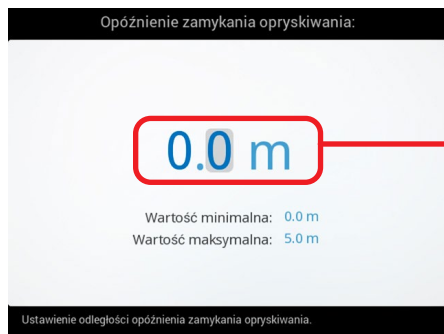 Opóźnienie zamykania opryskiwania:
0.0 m
Wartość minimalna: 0.0 m
Wartość maksymalna: 5.0 m
Ustawienie odległości opóźnienia zamykania opryskiwania.